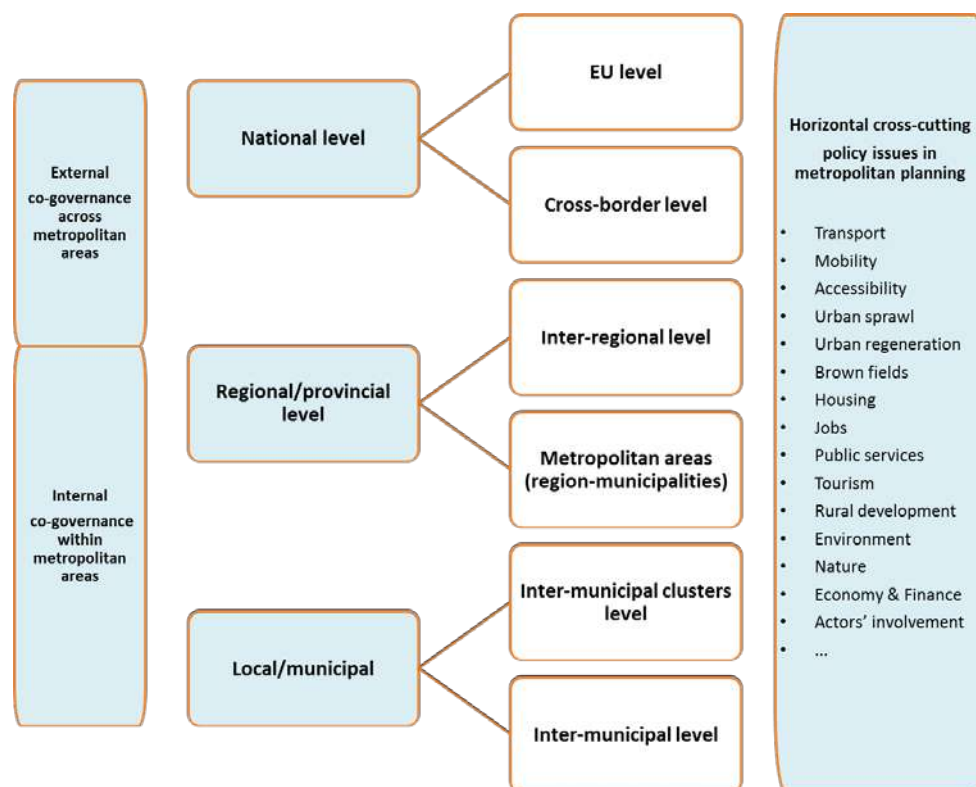 External
co-governance
across
metropolitan
areas
Internal
co-governance
within
metropolitan
areas
National level
Regional/provincial
level
Local/municipal
EU level
Cross-border level
Inter-regional level
Metropolitan areas
(region-municipalities)
Inter-municipal clusters
level
Inter-municipal level
Horizontal cross-cutting
policy issues in
metropolitan planning
• Transport
• Mobility
• Accessibility
• Urban sprawl
• Urban regeneration
• Brown fields
• Housing
• Jobs
• Public services
• Tourism
• Rural development
• Environment
• Nature
• Economy & Finance
• Actors’ involvement
• ...